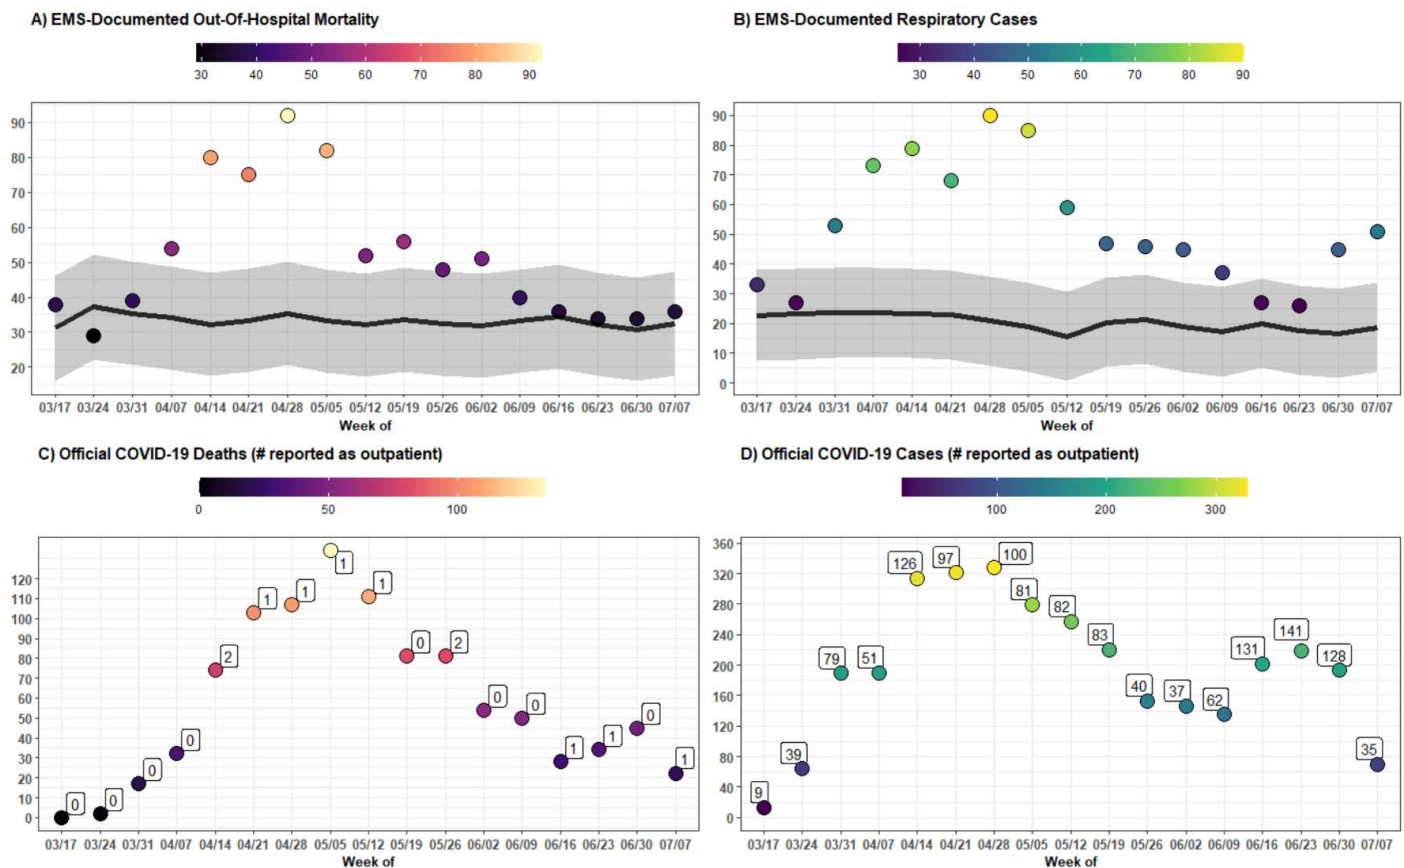 A) EMS-Documented Out-Of-Hospital Mortality
30 40 50 60 70 80 90
90
80
70
60
50
40
30
20
03/17 03/24 03/31 04/07 04/14 04/21 04/28 05/05 05/12 05/19 05/26 06/02 06/09 06/16 06/23 06/30 07/07
Week of
B) EMS-Documented Respiratory Cases
30 40 50 60 70 80 90
90
80
70
60
50
40
30
20
10
0
03/17 03/24 03/31 04/07 04/14 04/21 04/28 05/05 05/12 05/19 05/26 06/02 06/09 06/16 06/23 06/30 07/07
Week of
C) Official COVID-19 Deaths (# reported as outpatient)
0 50 100
120
110
100
90
80
70
60
50
40
30
20
10
0
0 0 0 0 2 1 1 1 1 0 2 0 0 1 1 0 1
03/17 03/24 03/31 04/07 04/14 04/21 04/28 05/05 05/12 05/19 05/26 06/02 06/09 06/16 06/23 06/30 07/07
Week of
D) Official COVID-19 Cases (# reported as outpatient)
100 200 300
360
320
280
240
200
160
120
80
40
0
9 39 79 51 126 97 100 81 82 83 40 37 62 131 141 128 35
03/17 03/24 03/31 04/07 04/14 04/21 04/28 05/05 05/12 05/19 05/26 06/02 06/09 06/16 06/23 06/30 07/07
Week of